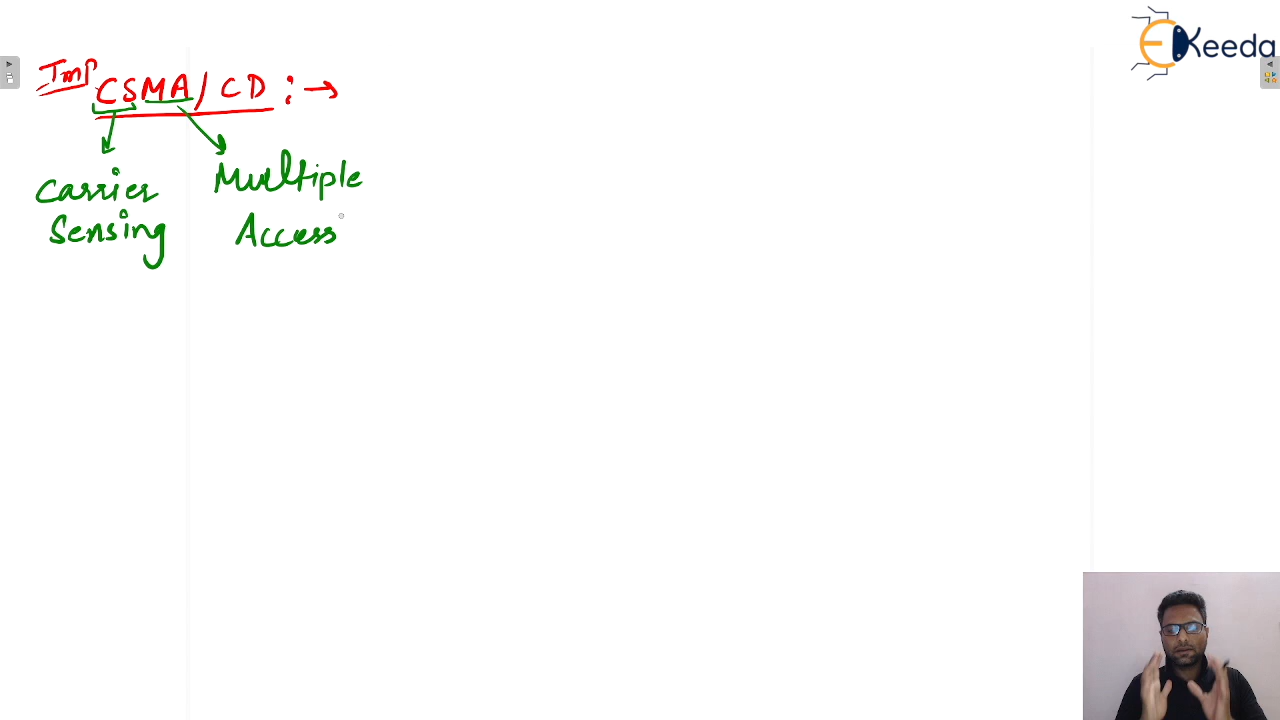 Imp CSMA/CD :→
Carrier
Sensing
Multiple
Access
EKeeda